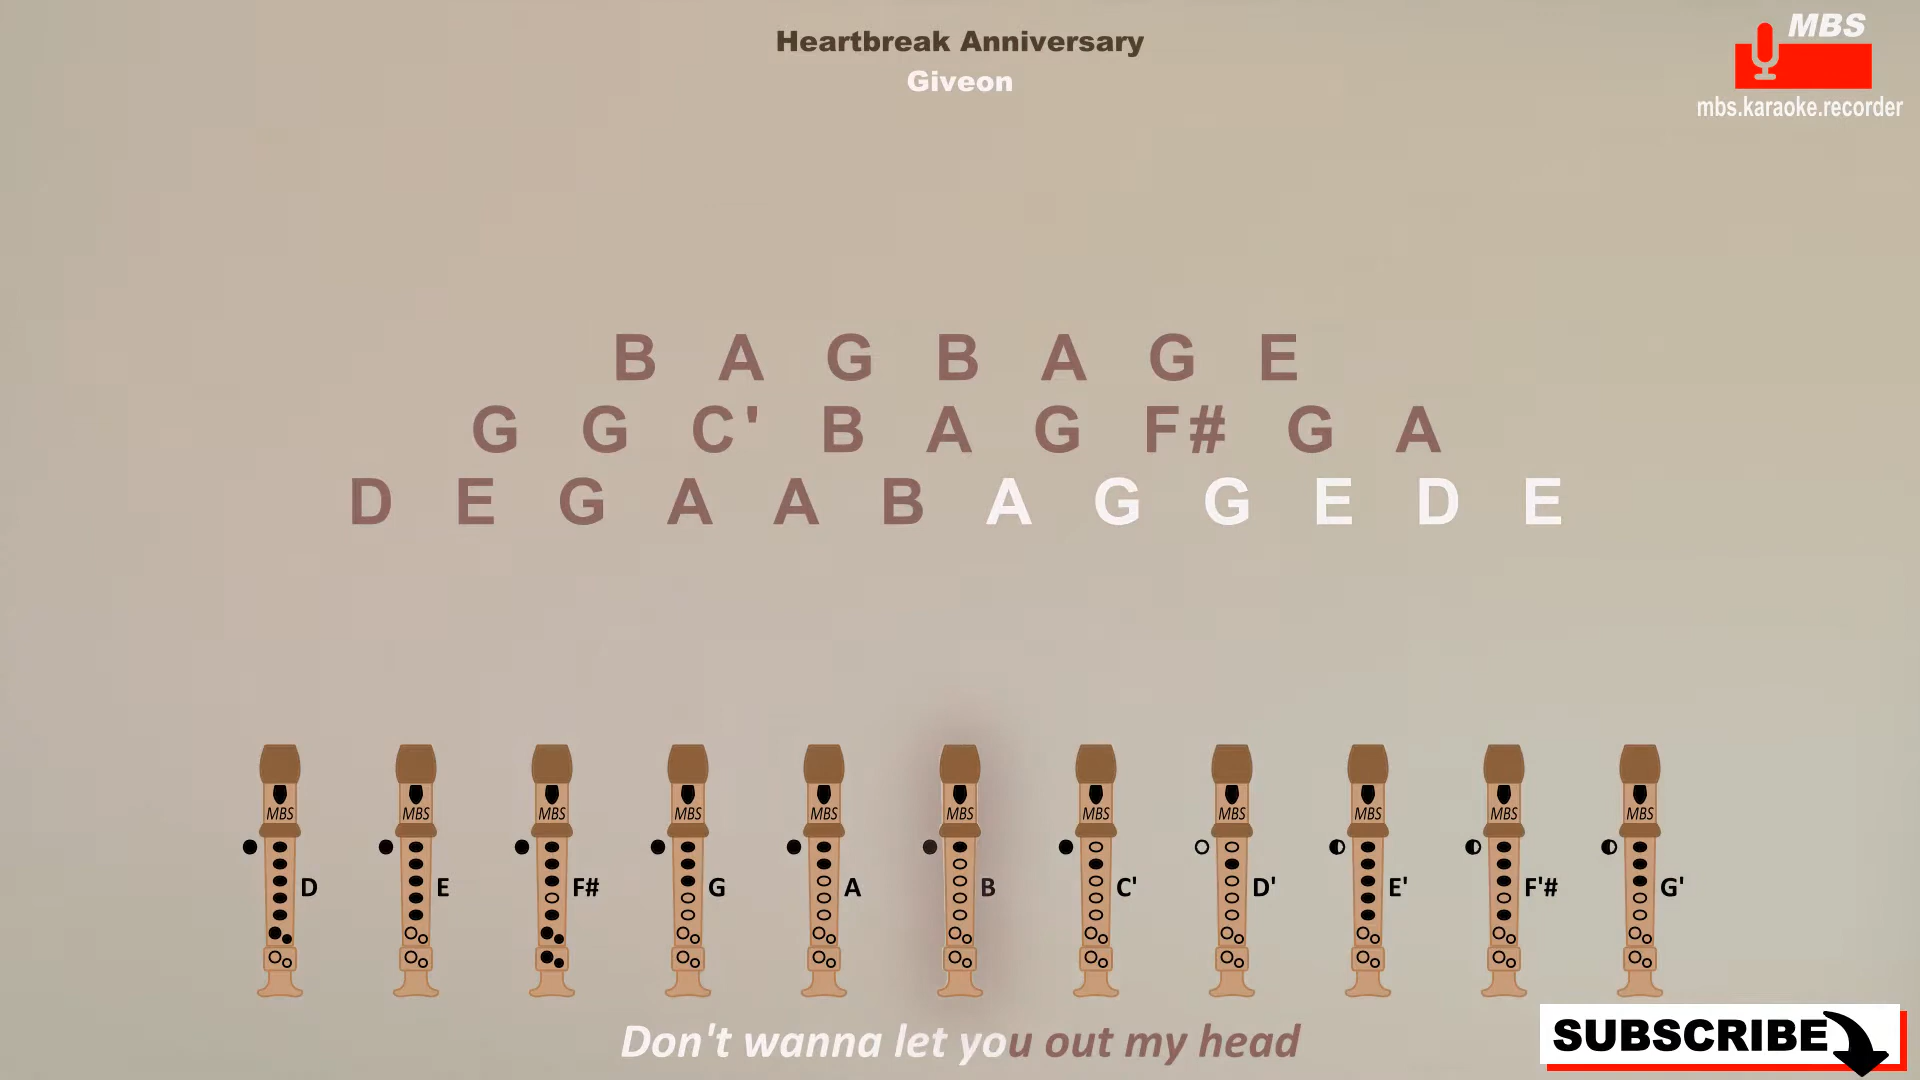 Heartbreak Anniversary
Giveon
MBS
mbs.karaoke.recorder
B A G B A G E
G G C' B A G F# G A
D E G A A B A G G E D E
MBS MBS MBS MBS MBS MBS MBS MBS MBS MBS MBS
D E F# G A B C' D' E' F'# G'
Don't wanna let you out my head
SUBSCRIBE